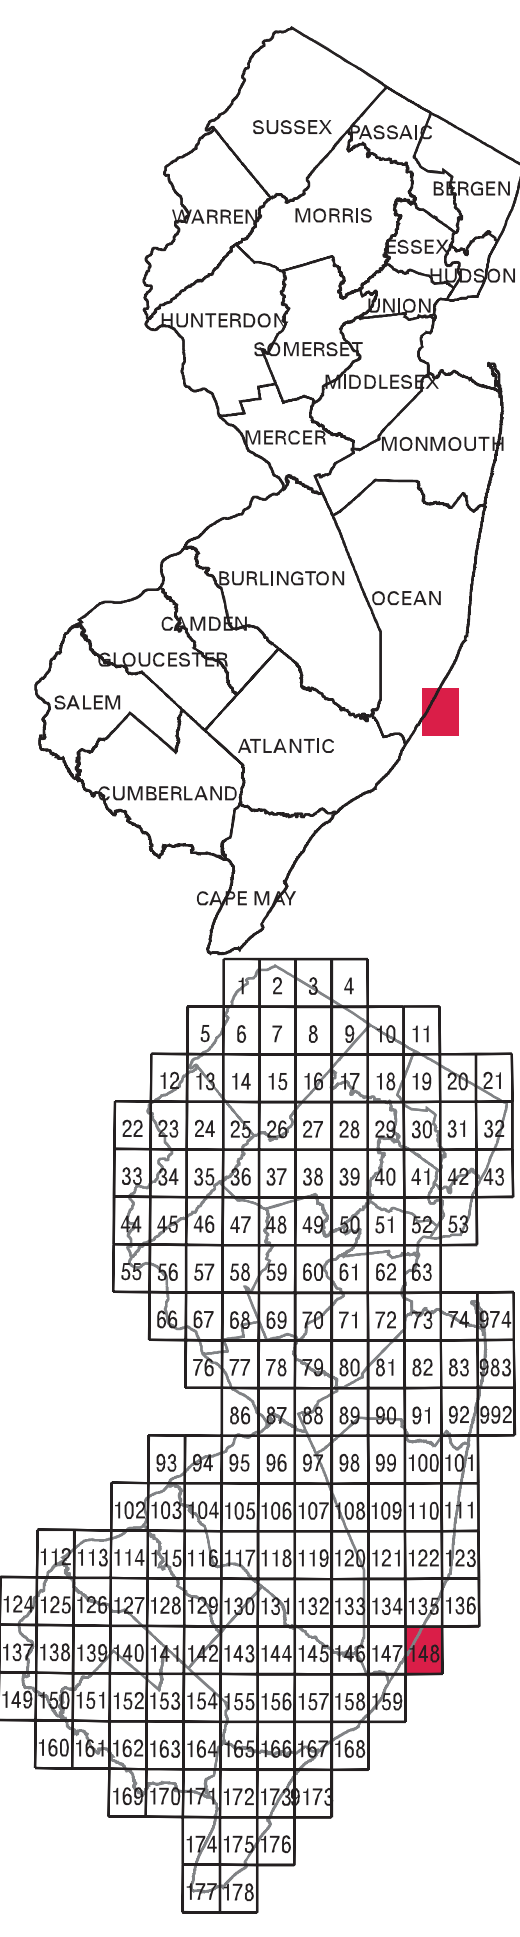 SUSSEX
PASSAIC
BERGEN
WARREN
MORRIS
ESSEX
HUDSON
UNION
HUNTERDON
SOMERSET
MIDDLESEX
MERCER
MONMOUTH
BURLINGTON
OCEAN
CAMDEN
GLOUCESTER
SALEM
ATLANTIC
CUMBERLAND
CAPE MAY
1 2 3 4
5 6 7 8 9 10 11
12 13 14 15 16 17 18 19 20 21
22 23 24 25 26 27 28 29 30 31 32
33 34 35 36 37 38 39 40 41 42 43
44 45 46 47 48 49 50 51 52 53
55 56 57 58 59 60 61 62 63
66 67 68 69 70 71 72 73 74 974
76 77 78 79 80 81 82 83 983
86 87 88 89 90 91 92 992
93 94 95 96 97 98 99 100 101
102 103 104 105 106 107 108 109 110 111
112 113 114 115 116 117 118 119 120 121 122 123
124 125 126 127 128 129 130 131 132 133 134 135 136
137 138 139 140 141 142 143 144 145 146 147 148
149 150 151 152 153 154 155 156 157 158 159
160 161 162 163 164 165 166 167 168
169 170 171 172 173 9173
174 175 176
177 178